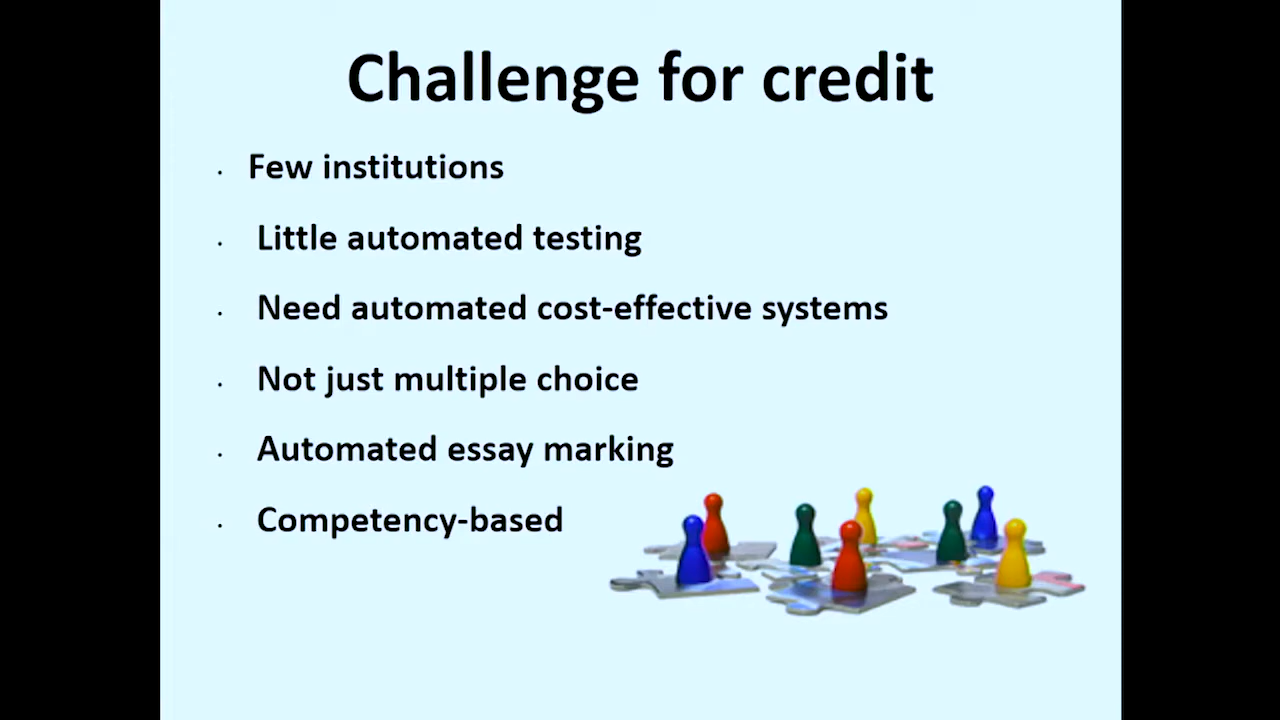 Challenge for credit
· Few institutions
· Little automated testing
· Need automated cost-effective systems
· Not just multiple choice
· Automated essay marking
· Competency-based